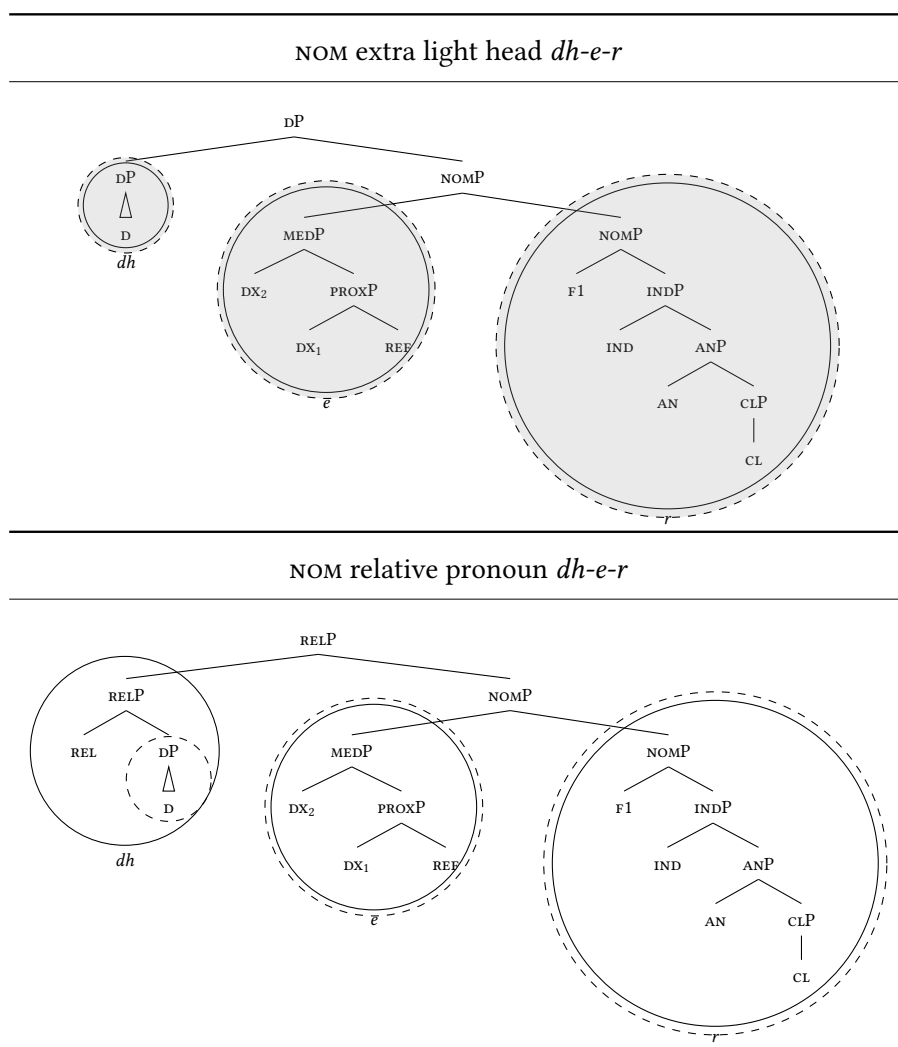 NOM extra light head dh-e-r
DP
DP NOMP
D MEDP NOMP
dh
DX₂ PROXP F1 INDP
DX₁ REF IND ANP
e AN CLP
CL
r
NOM relative pronoun dh-e-r
RELP
RELP NOMP
REL DP MEDP NOMP
D DX₂ PROXP F1 INDP
dh DX₁ REF IND ANP
e AN CLP
CL
r